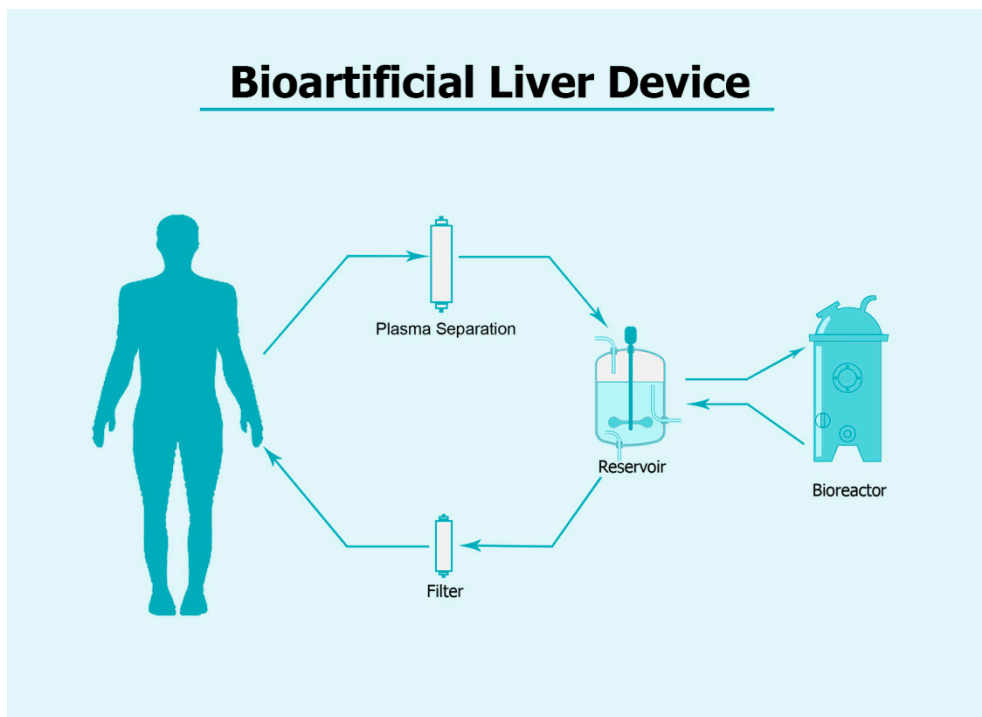 Bioartificial Liver Device
Plasma Separation
Reservoir
Bioreactor
Filter